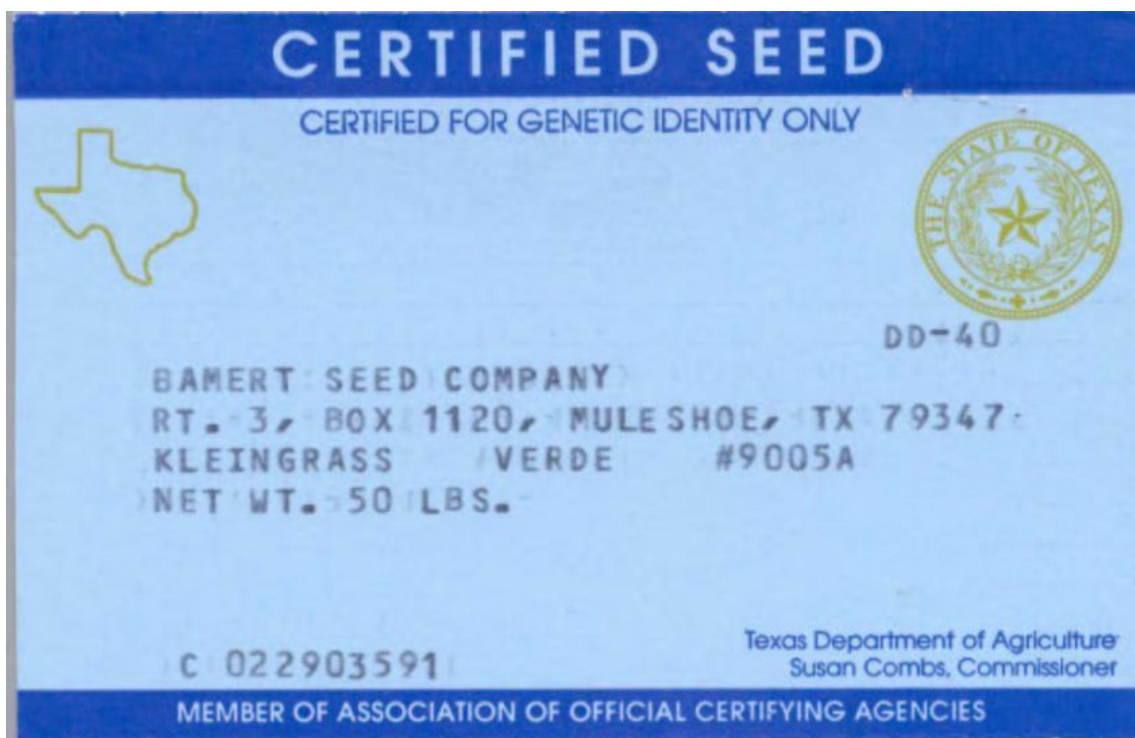 CERTIFIED SEED
CERTIFIED FOR GENETIC IDENTITY ONLY
THE STATE OF TEXAS
DD-40
BAMERT SEED COMPANY
RT. 3, BOX 1120, MULESHOE, TX 79347
KLEINGRASS VERDE #9005A
NET WT. 50 LBS.
Texas Department of Agriculture
Susan Combs, Commissioner
C 022903591
MEMBER OF ASSOCIATION OF OFFICIAL CERTIFYING AGENCIES